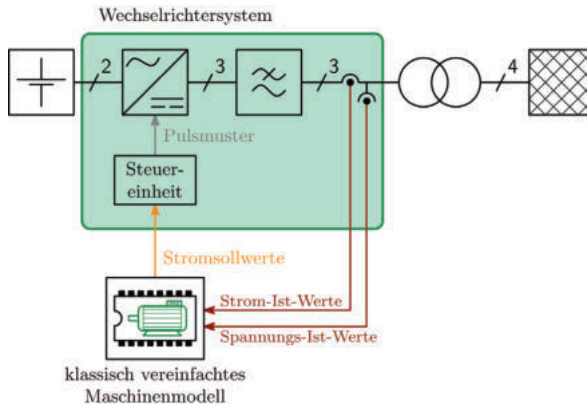 Wechselrichtersystem
2
3
3
4
Pulsmuster
Steuer-
einheit
Stromsollwerte
Strom-Ist-Werte
Spannungs-Ist-Werte
klassisch vereinfachtes
Maschinenmodell